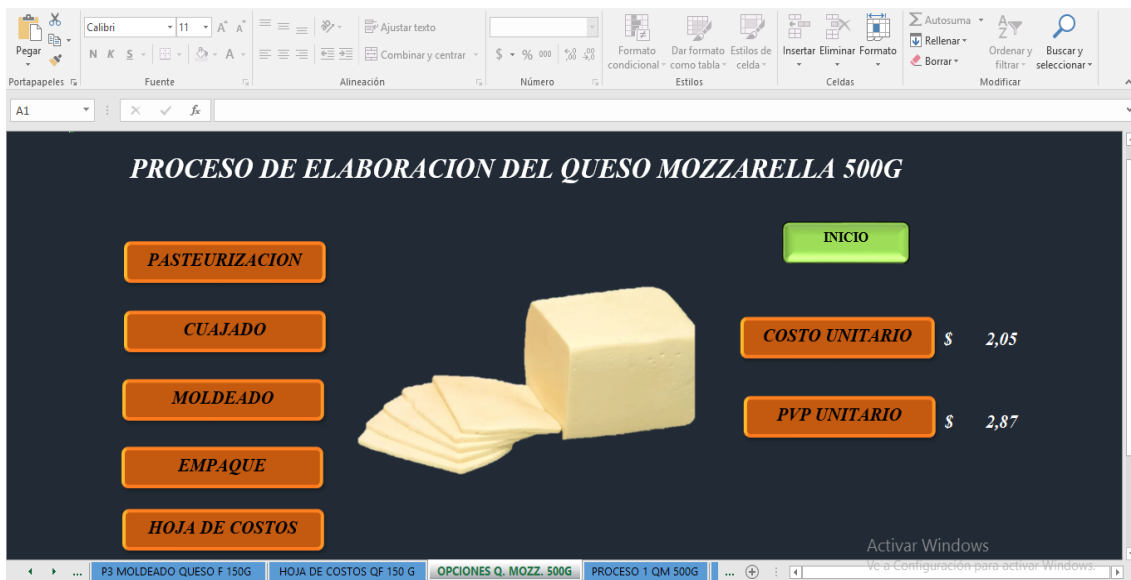 Calibri
11
A
A
Ajustar texto
Autosuma
Rellenar
Borrar
Pegar
N K S
A
Combinar y centrar
$ % 000
Formato condicional
Dar formato como tabla
Estilos de celda
Insertar Eliminar Formato
Ordenar y filtrar
Buscar y seleccionar
Portapapeles
Fuente
Alineación
Número
Estilos
Celdas
Modificar
A1
fx
PROCESO DE ELABORACION DEL QUESO MOZZARELLA 500G
INICIO
PASTEURIZACION
CUAJADO
COSTO UNITARIO $ 2,05
MOLDEADO
PVP UNITARIO $ 2,87
EMPAQUE
HOJA DE COSTOS
Activar Windows
Ve a Configuración para activar Windows.
... P3 MOLDEADO QUESO F 150G
HOJA DE COSTOS QF 150 G
OPCIONES Q. MOZZ. 500G
PROCESO 1 QM 500G
...